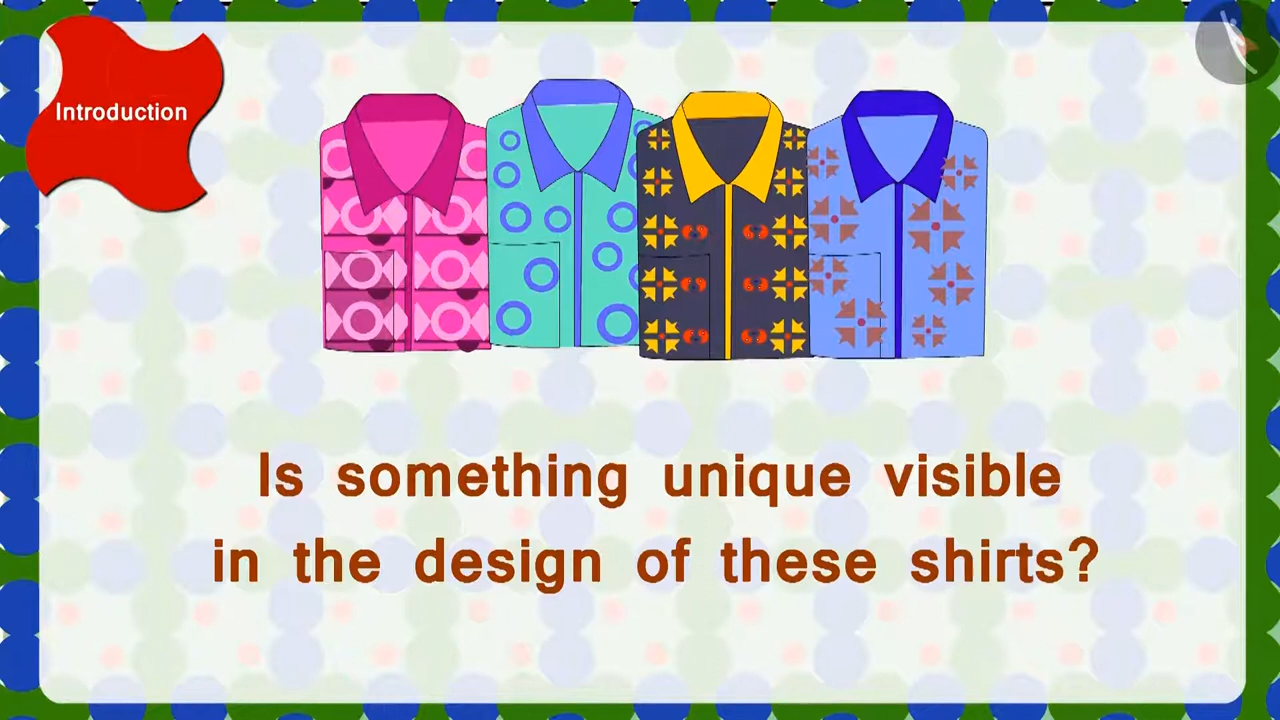 Introduction
Is something unique visible
in the design of these shirts?